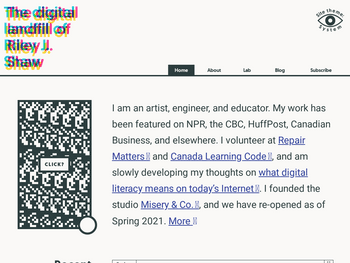 The digital
landfill of
Riley J.
Shaw
Site theme:
System
Home
About
Lab
Blog
Subscribe
CLICK?
I am an artist, engineer, and educator. My work has
been featured on NPR, the CBC, HuffPost, Canadian
Business, and elsewhere. I volunteer at Repair
Matters and Canada Learning Code, and am
slowly developing my thoughts on what digital
literacy means on today's Internet. I founded the
studio Misery & Co., and we have re-opened as of
Spring 2021. More